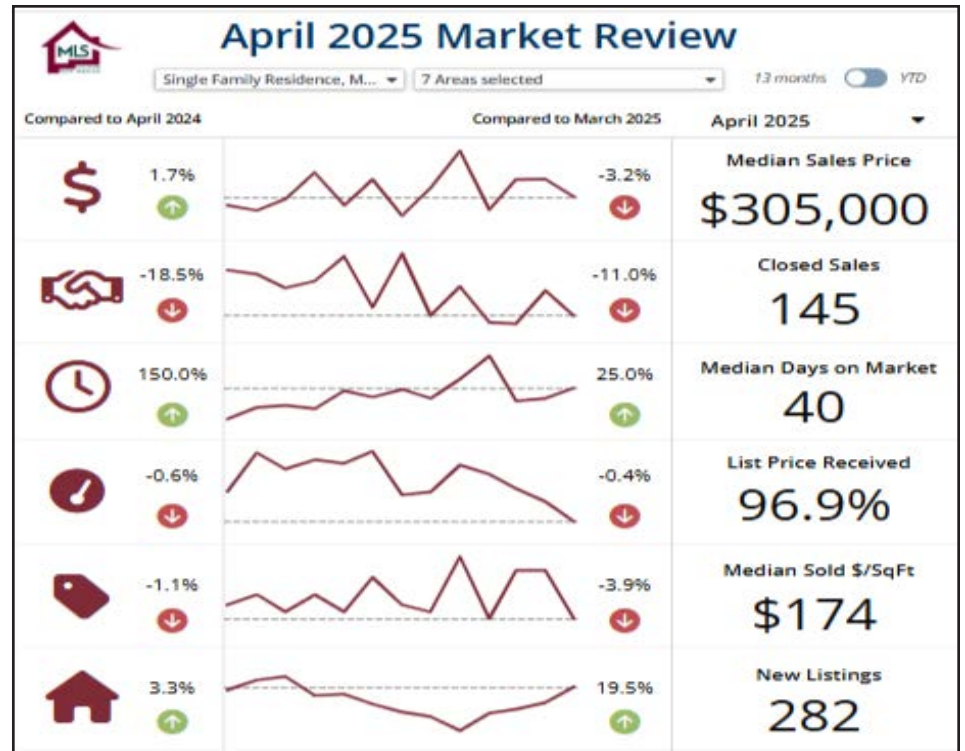 MLS
April 2025 Market Review
Single Family Residence, M... 7 Areas selected 13 months YTD
Compared to April 2024 Compared to March 2025 April 2025
1.7% -3.2% Median Sales Price
$305,000
-18.5% -11.0% Closed Sales
145
150.0% 25.0% Median Days on Market
40
-0.6% -0.4% List Price Received
96.9%
-1.1% -3.9% Median Sold $/SqFt
$174
3.3% 19.5% New Listings
282